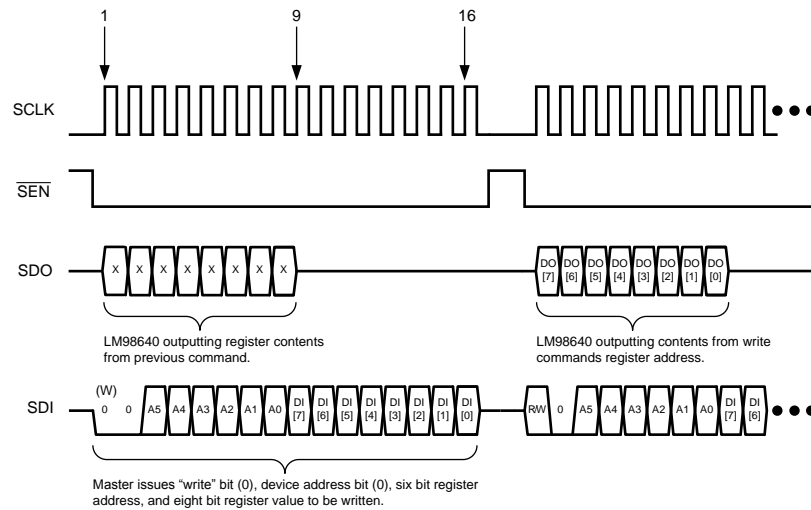 1 9 16
SCLK
SEN
SDO X X X X X X X X DO [7] DO [6] DO [5] DO [4] DO [3] DO [2] DO [1] DO [0]
LM98640 outputting register contents
from previous command.
LM98640 outputting contents from write
commands register address.
(W)
SDI 0 0 A5 A4 A3 A2 A1 A0 DI [7] DI [6] DI [5] DI [4] DI [3] DI [2] DI [1] DI [0] RW 0 A5 A4 A3 A2 A1 A0 DI [7] DI [6]
Master issues “write” bit (0), device address bit (0), six bit register
address, and eight bit register value to be written.